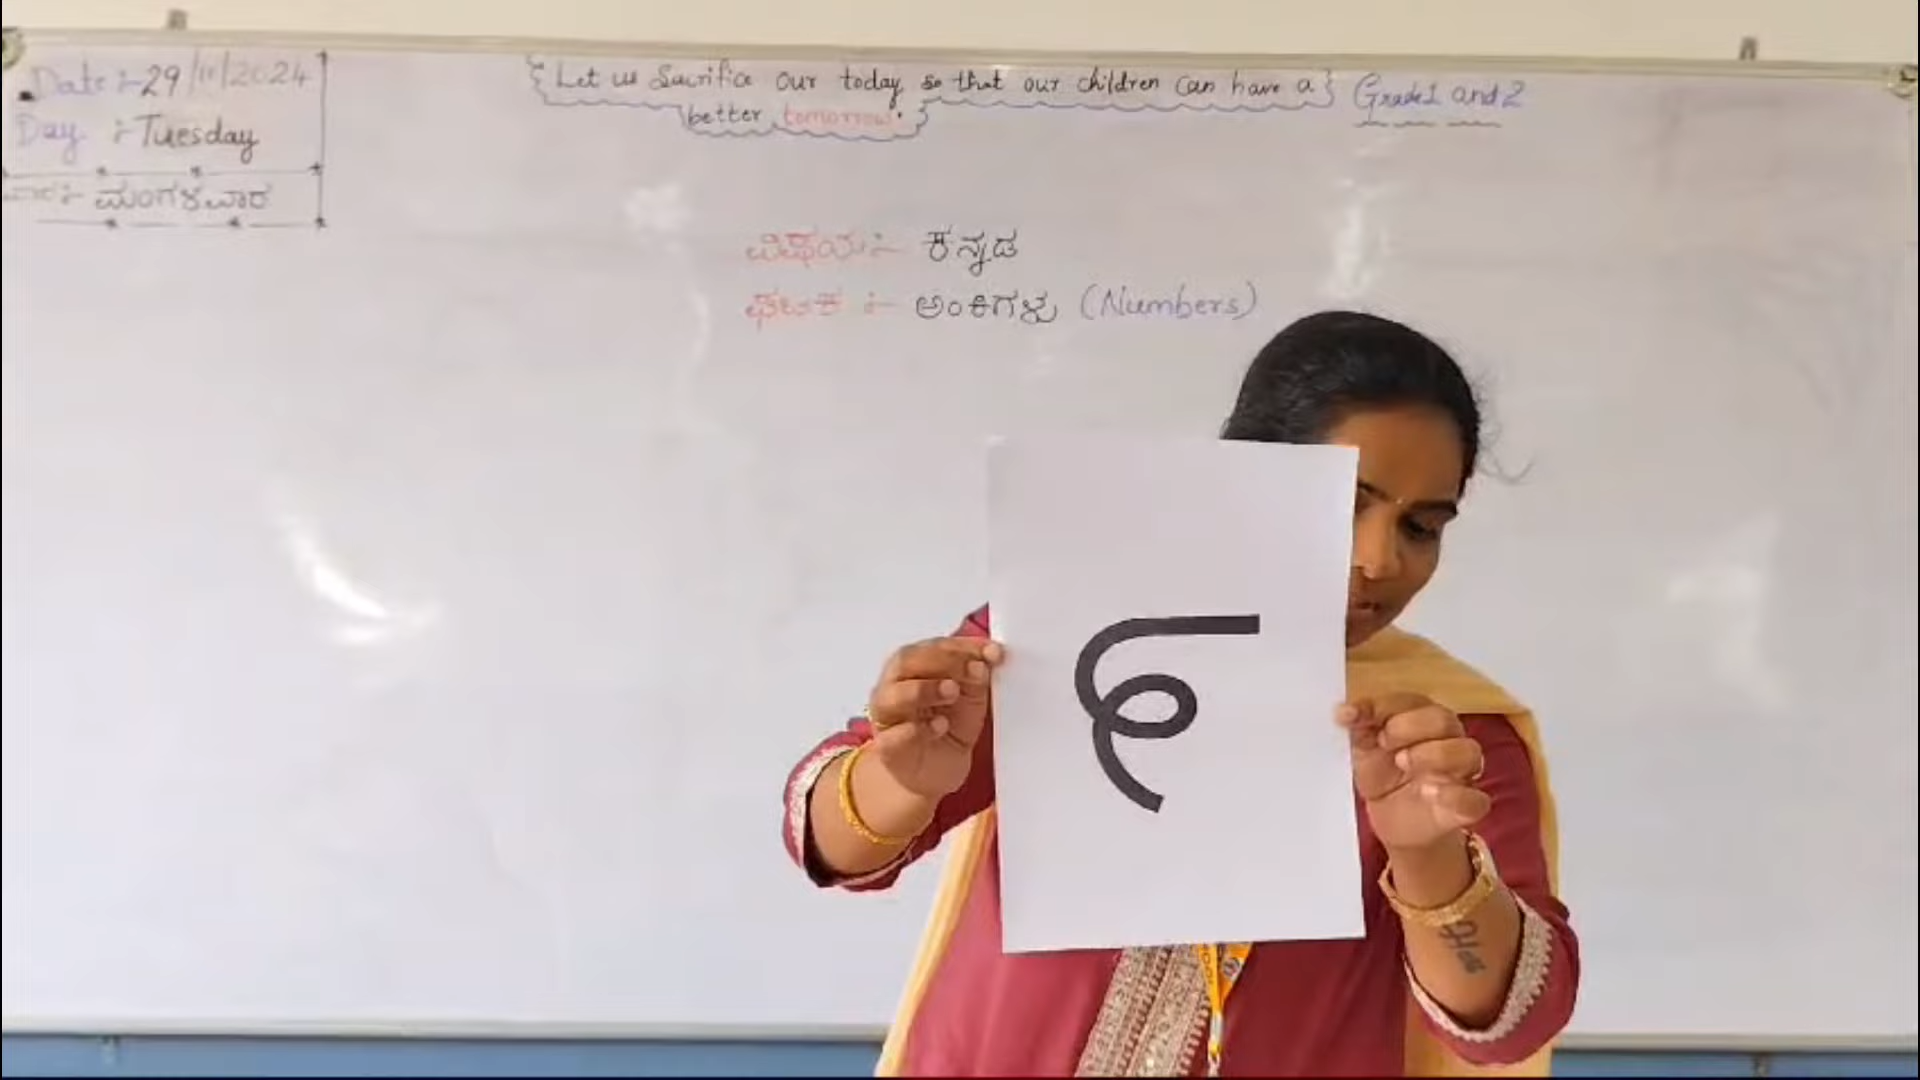 Date :- 29/11/2024
Day :- Tuesday
ವಾರ :- ಮಂಗಳವಾರ
Let us Sacrifice our today so that our children can have a
better tomorrow.
Grade 1 and 2
ವಿಷಯ :- ಕನ್ನಡ
ಘಟಕ :- ಅಂಕಿಗಳು (Numbers)
೯